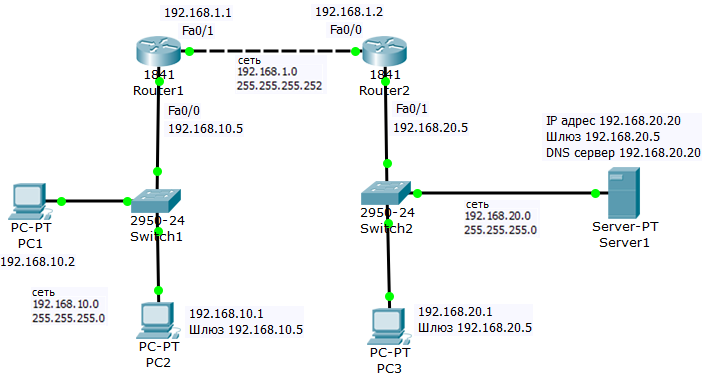 192.168.1.1
192.168.1.2
Fa0/1
Fa0/0
сеть
192.168.1.0
255.255.255.252
1841
Router1
1841
Router2
Fa0/0
192.168.10.5
Fa0/1
192.168.20.5
IP адрес 192.168.20.20
Шлюз 192.168.20.5
DNS сервер 192.168.20.20
PC-PT
PC1
192.168.10.2
2950-24
Switch1
2950-24
Switch2
сеть
192.168.20.0
255.255.255.0
Server-PT
Server1
сеть
192.168.10.0
255.255.255.0
192.168.10.1
Шлюз 192.168.10.5
PC-PT
PC2
192.168.20.1
Шлюз 192.168.20.5
PC-PT
PC3